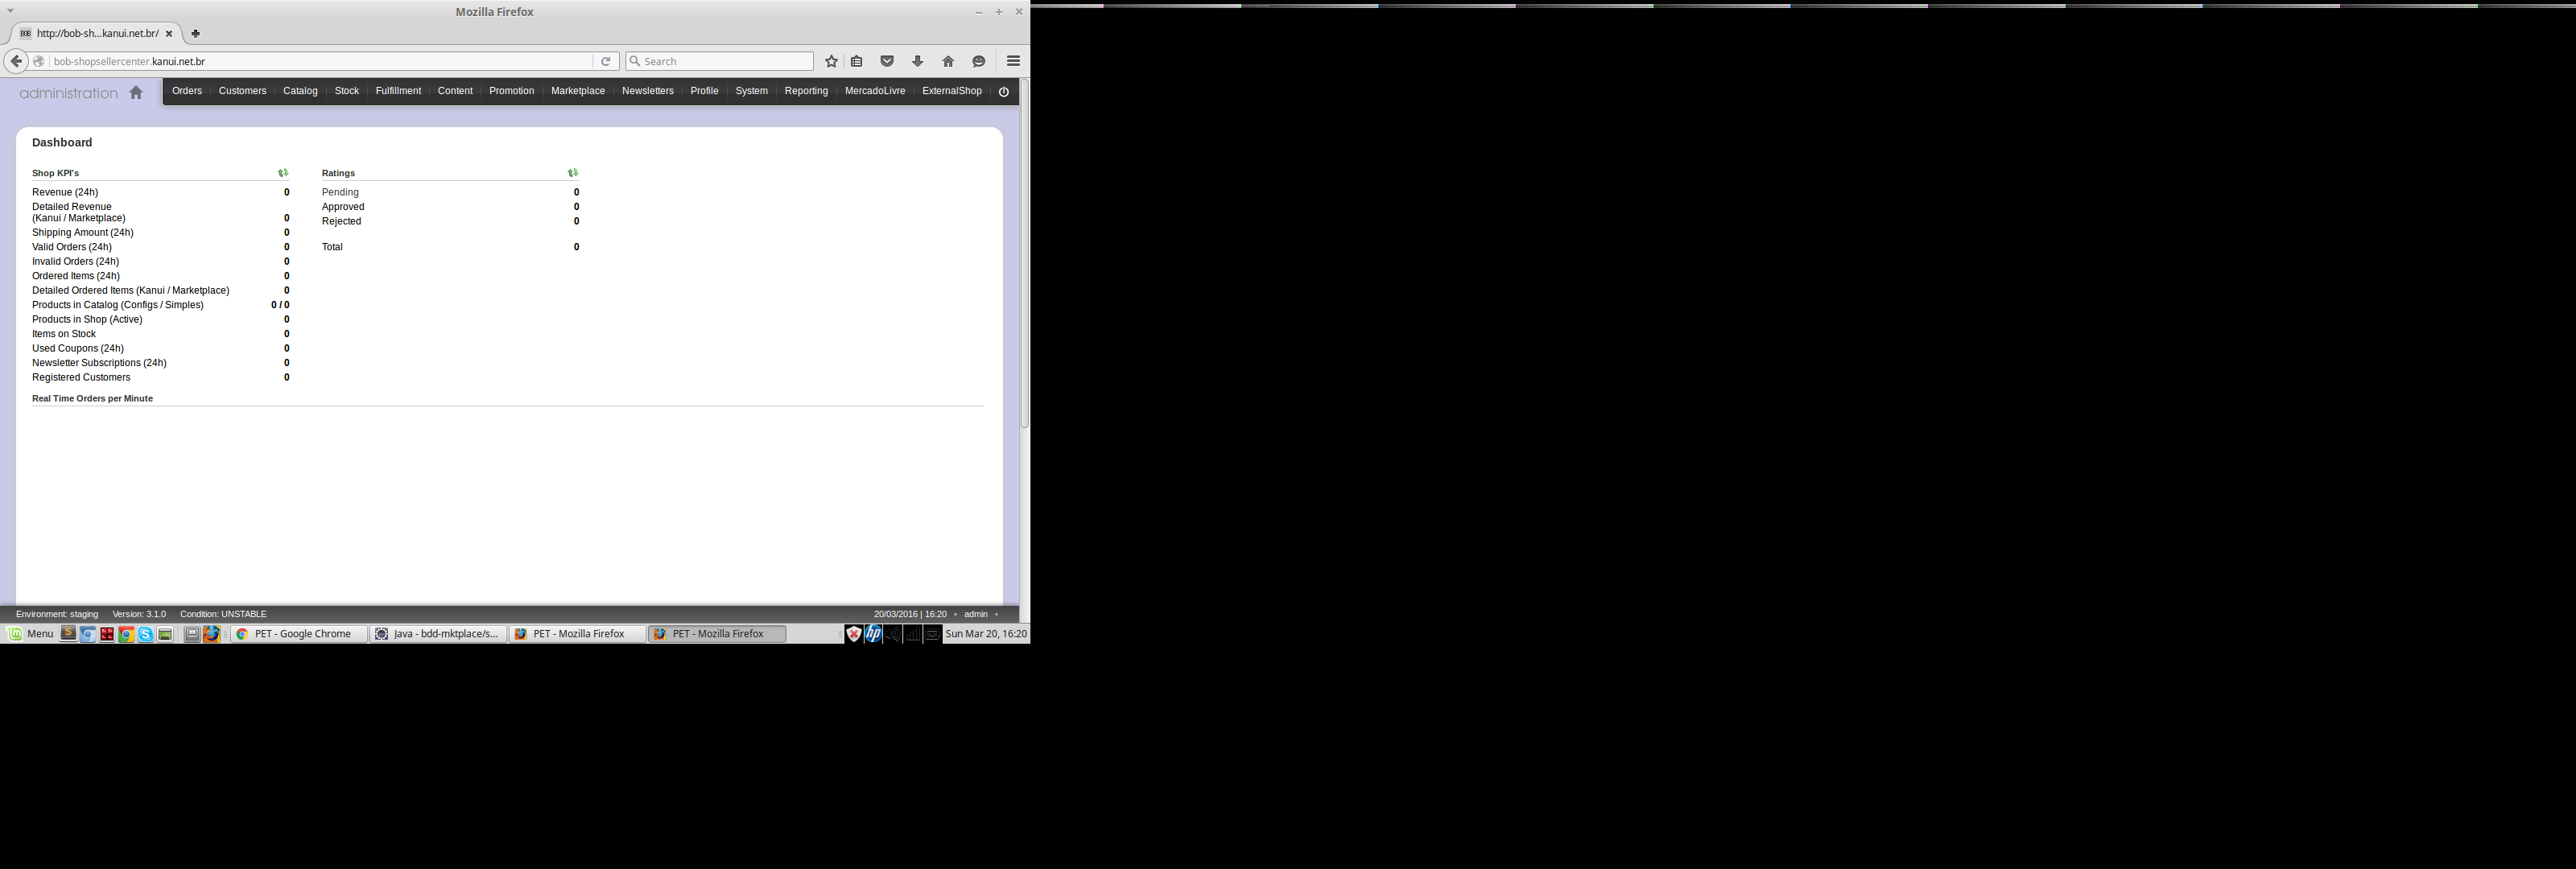 Mozilla Firefox
http://bob-sh...kanui.net.br/
bob-shopsellercenter.kanui.net.br
Search
administration
Orders Customers Catalog Stock Fulfillment Content Promotion Marketplace Newsletters Profile System Reporting MercadoLivre ExternalShop
Dashboard
Shop KPI's
Revenue (24h) 0
Detailed Revenue
(Kanui / Marketplace) 0
Shipping Amount (24h) 0
Valid Orders (24h) 0
Invalid Orders (24h) 0
Ordered Items (24h) 0
Detailed Ordered Items (Kanui / Marketplace) 0
Products in Catalog (Configs / Simples) 0 / 0
Products in Shop (Active) 0
Items on Stock 0
Used Coupons (24h) 0
Newsletter Subscriptions (24h) 0
Registered Customers 0
Ratings
Pending 0
Approved 0
Rejected 0
Total 0
Real Time Orders per Minute
Environment: staging Version: 3.1.0 Condition: UNSTABLE 20/03/2016 | 16:20 • admin •
Menu PET - Google Chrome Java - bdd-mktplace/s... PET - Mozilla Firefox PET - Mozilla Firefox hp Sun Mar 20, 16:20